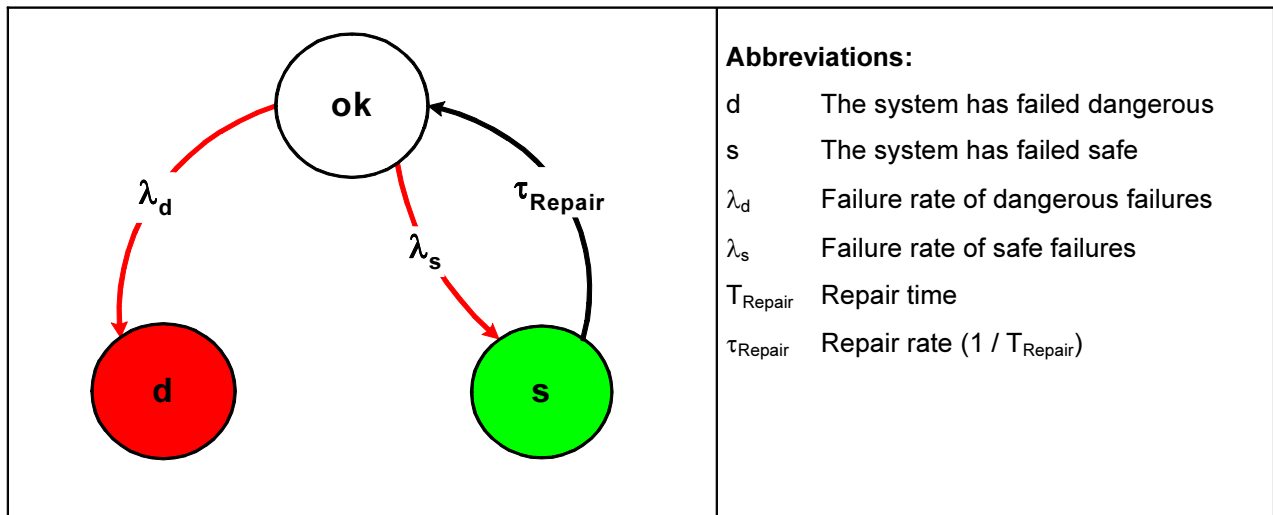 ok
λd
τRepair
λs
d
s
Abbreviations:
d The system has failed dangerous
s The system has failed safe
λd Failure rate of dangerous failures
λs Failure rate of safe failures
TRepair Repair time
τRepair Repair rate (1 / TRepair)